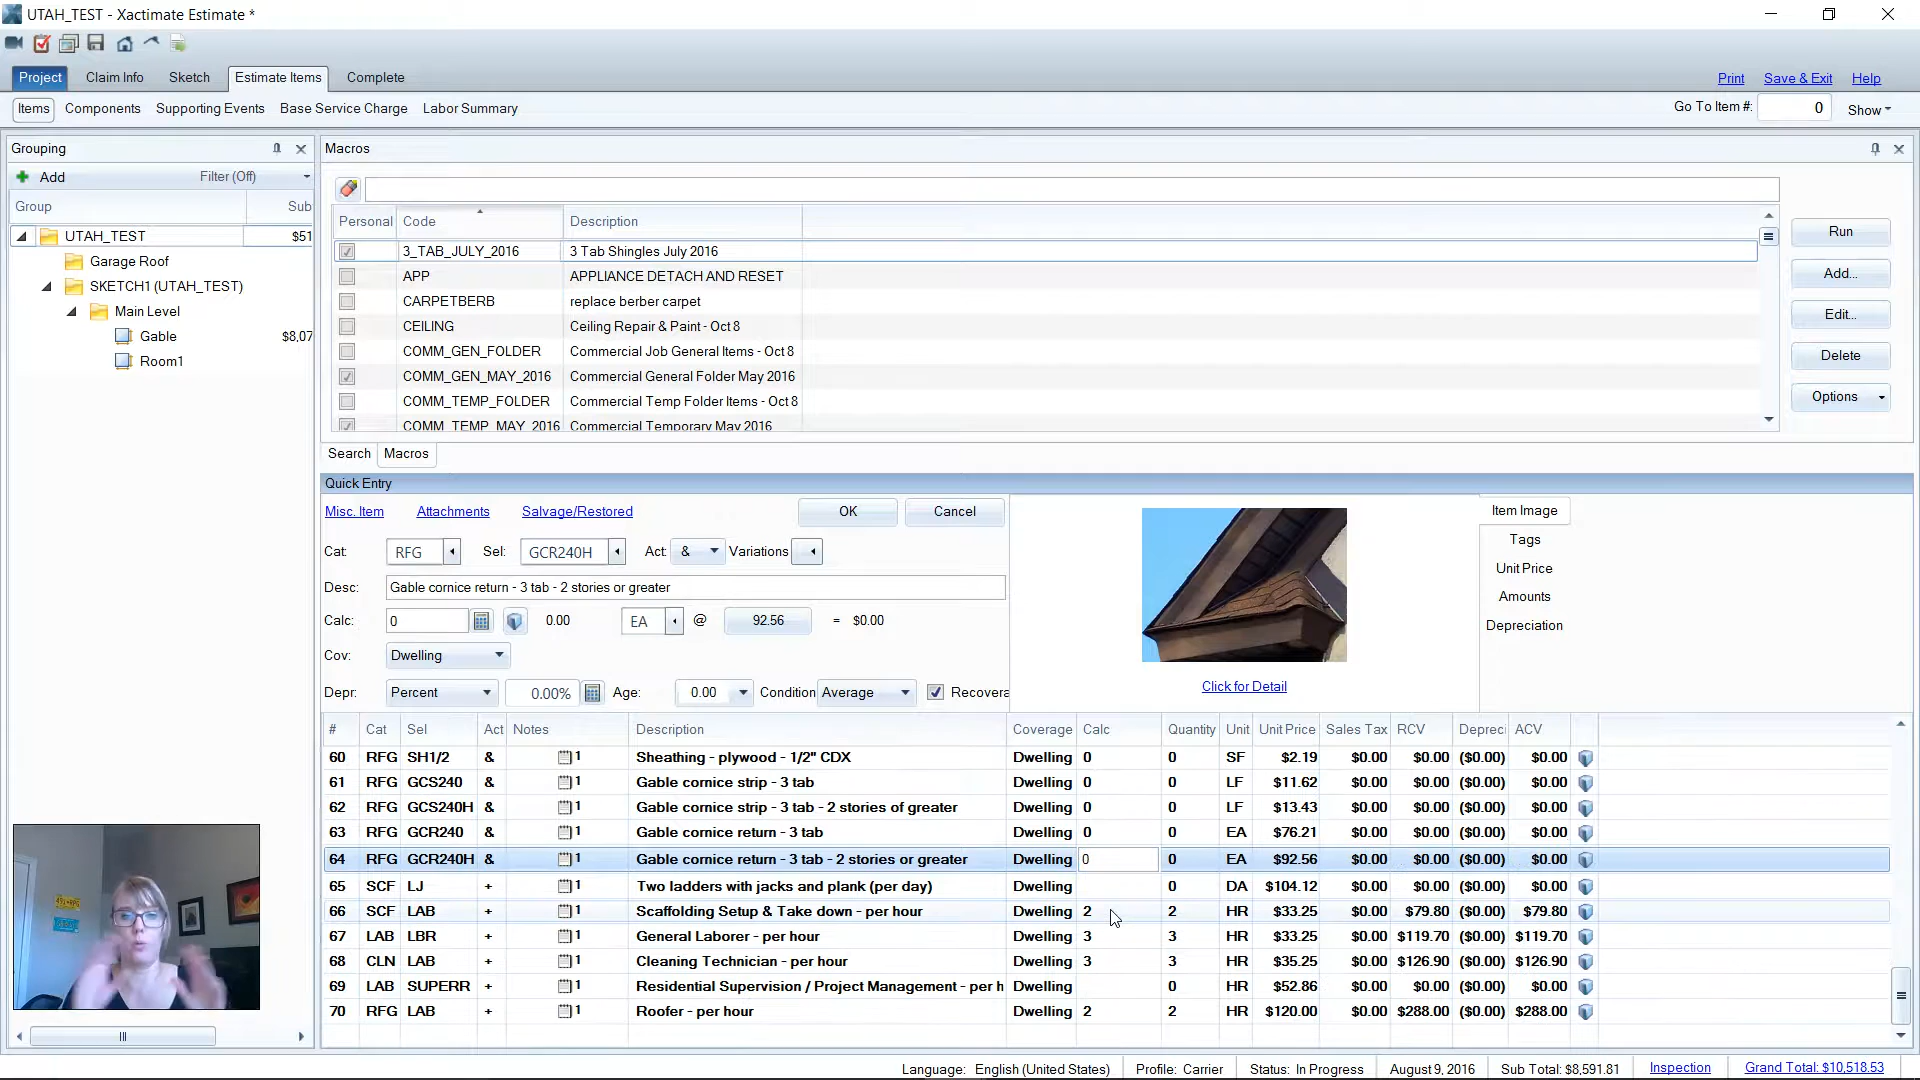 UTAH_TEST - Xactimate Estimate *
Project Claim Info Sketch Estimate Items Complete
Print Save & Exit Help
Items Components Supporting Events Base Service Charge Labor Summary
Go To Item #: 0 Show
Grouping
Add Filter (Off)
Group Sub
UTAH_TEST $51
Garage Roof
SKETCH1 (UTAH_TEST)
Main Level
Gable $8,07
Room1
Macros
Personal Code Description
3_TAB_JULY_2016 3 Tab Shingles July 2016
APP APPLIANCE DETACH AND RESET
CARPETBERB replace berber carpet
CEILING Ceiling Repair & Paint - Oct 8
COMM_GEN_FOLDER Commercial Job General Items - Oct 8
COMM_GEN_MAY_2016 Commercial General Folder May 2016
COMM_TEMP_FOLDER Commercial Temp Folder Items - Oct 8
COMM_TEMP_MAY_2016 Commercial Temporary May 2016
Run
Add...
Edit...
Delete
Options
Search Macros
Quick Entry
Misc. Item Attachments Salvage/Restored OK Cancel
Cat: RFG Sel: GCR240H Act: & Variations
Desc: Gable cornice return - 3 tab - 2 stories or greater
Calc: 0 0.00 EA @ 92.56 = $0.00
Cov: Dwelling
Depr: Percent 0.00% Age: 0.00 Condition Average Recovera
Click for Detail
Item Image
Tags
Unit Price
Amounts
Depreciation
# Cat Sel Act Notes Description Coverage Calc Quantity Unit Unit Price Sales Tax RCV Depreci ACV
60 RFG SH1/2 & 1 Sheathing - plywood - 1/2" CDX Dwelling 0 0 SF $2.19 $0.00 $0.00 ($0.00) $0.00
61 RFG GCS240 & 1 Gable cornice strip - 3 tab Dwelling 0 0 LF $11.62 $0.00 $0.00 ($0.00) $0.00
62 RFG GCS240H & 1 Gable cornice strip - 3 tab - 2 stories of greater Dwelling 0 0 LF $13.43 $0.00 $0.00 ($0.00) $0.00
63 RFG GCR240 & 1 Gable cornice return - 3 tab Dwelling 0 0 EA $76.21 $0.00 $0.00 ($0.00) $0.00
64 RFG GCR240H & 1 Gable cornice return - 3 tab - 2 stories or greater Dwelling 0 0 EA $92.56 $0.00 $0.00 ($0.00) $0.00
65 SCF LJ + 1 Two ladders with jacks and plank (per day) Dwelling 0 DA $104.12 $0.00 $0.00 ($0.00) $0.00
66 SCF LAB + 1 Scaffolding Setup & Take down - per hour Dwelling 2 2 HR $33.25 $0.00 $79.80 ($0.00) $79.80
67 LAB LBR + 1 General Laborer - per hour Dwelling 3 3 HR $33.25 $0.00 $119.70 ($0.00) $119.70
68 CLN LAB + 1 Cleaning Technician - per hour Dwelling 3 3 HR $35.25 $0.00 $126.90 ($0.00) $126.90
69 LAB SUPERR + 1 Residential Supervision / Project Management - per h Dwelling 0 HR $52.86 $0.00 $0.00 ($0.00) $0.00
70 RFG LAB + 1 Roofer - per hour Dwelling 2 2 HR $120.00 $0.00 $288.00 ($0.00) $288.00
Language: English (United States) Profile: Carrier Status: In Progress August 9, 2016 Sub Total: $8,591.81 Inspection Grand Total: $10,518.53